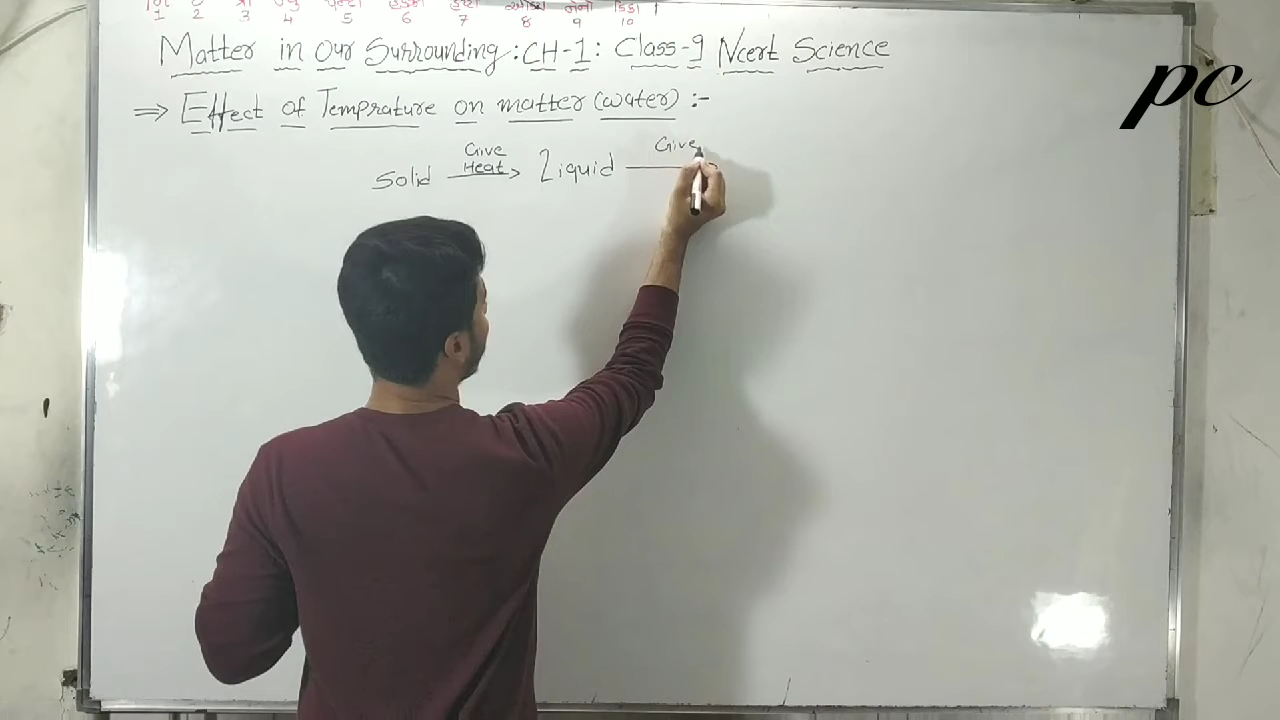 1 2 3 4 5 6 7 8 9 10
Matter in Our Surrounding : CH-1 : Class-9 Ncert Science
pc
⇒ Effect of Temprature on matter (water) :-
Solid Give Heat → Liquid Give